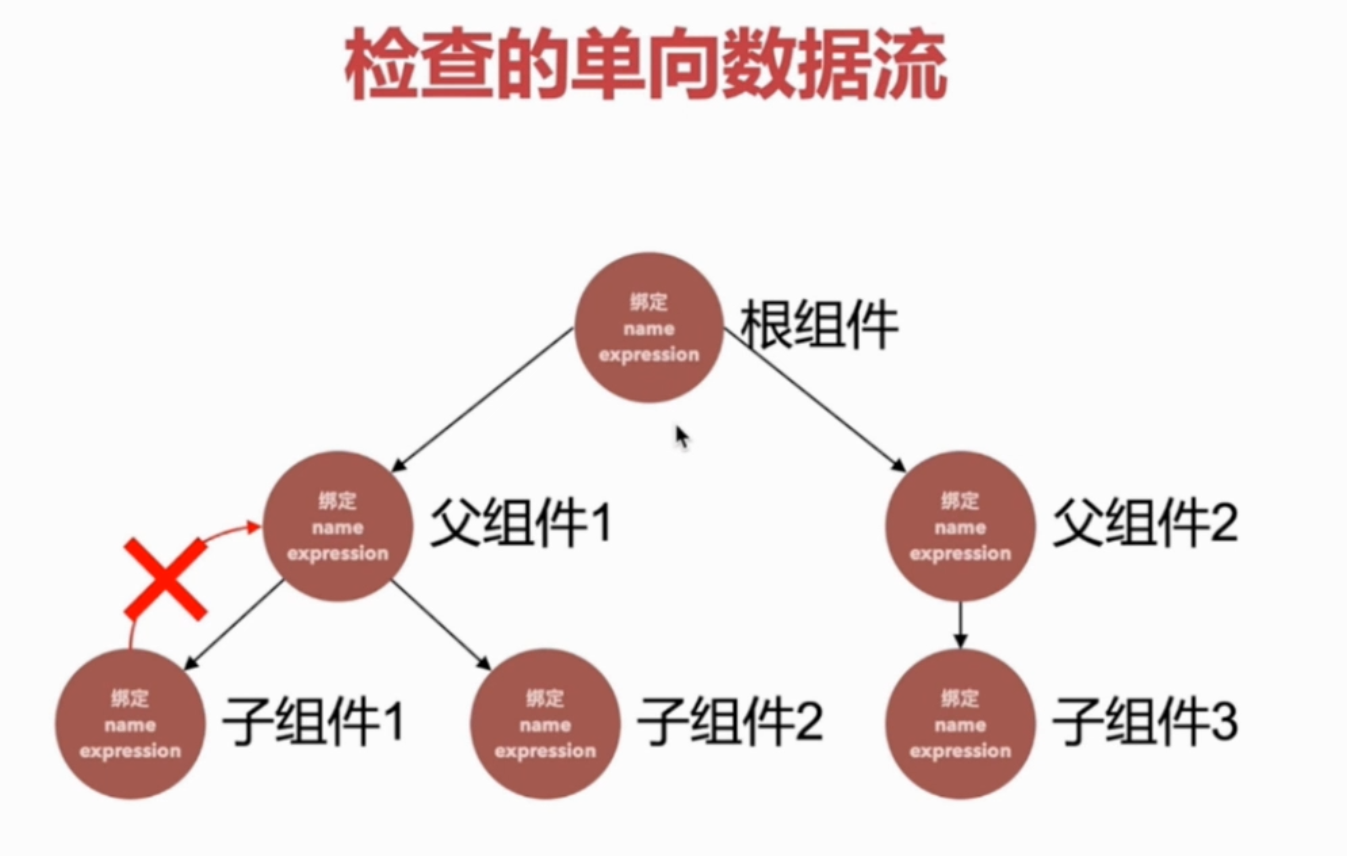 检查的单向数据流
绑定
name
expression
根组件
绑定
name
expression
父组件1
绑定
name
expression
父组件2
绑定
name
expression
子组件1
绑定
name
expression
子组件2
绑定
name
expression
子组件3